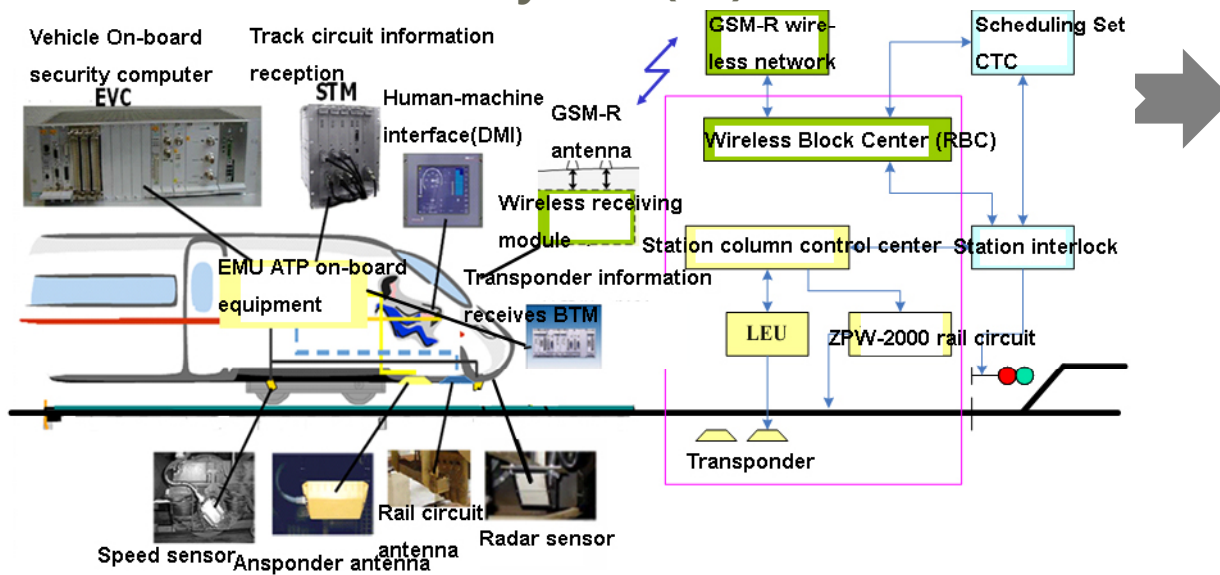 Vehicle On-board
security computer
EVC
Track circuit information
reception
STM
Human-machine
interface(DMI)
GSM-R
antenna
Wireless receiving
module
Transponder information
receives BTM
EMU ATP on-board
equipment
GSM-R wire-
less network
Scheduling Set
CTC
Wireless Block Center (RBC)
Station column control center
Station interlock
LEU
ZPW-2000 rail circuit
Transponder
Speed sensor
Ansponder antenna
Rail circuit
antenna
Radar sensor